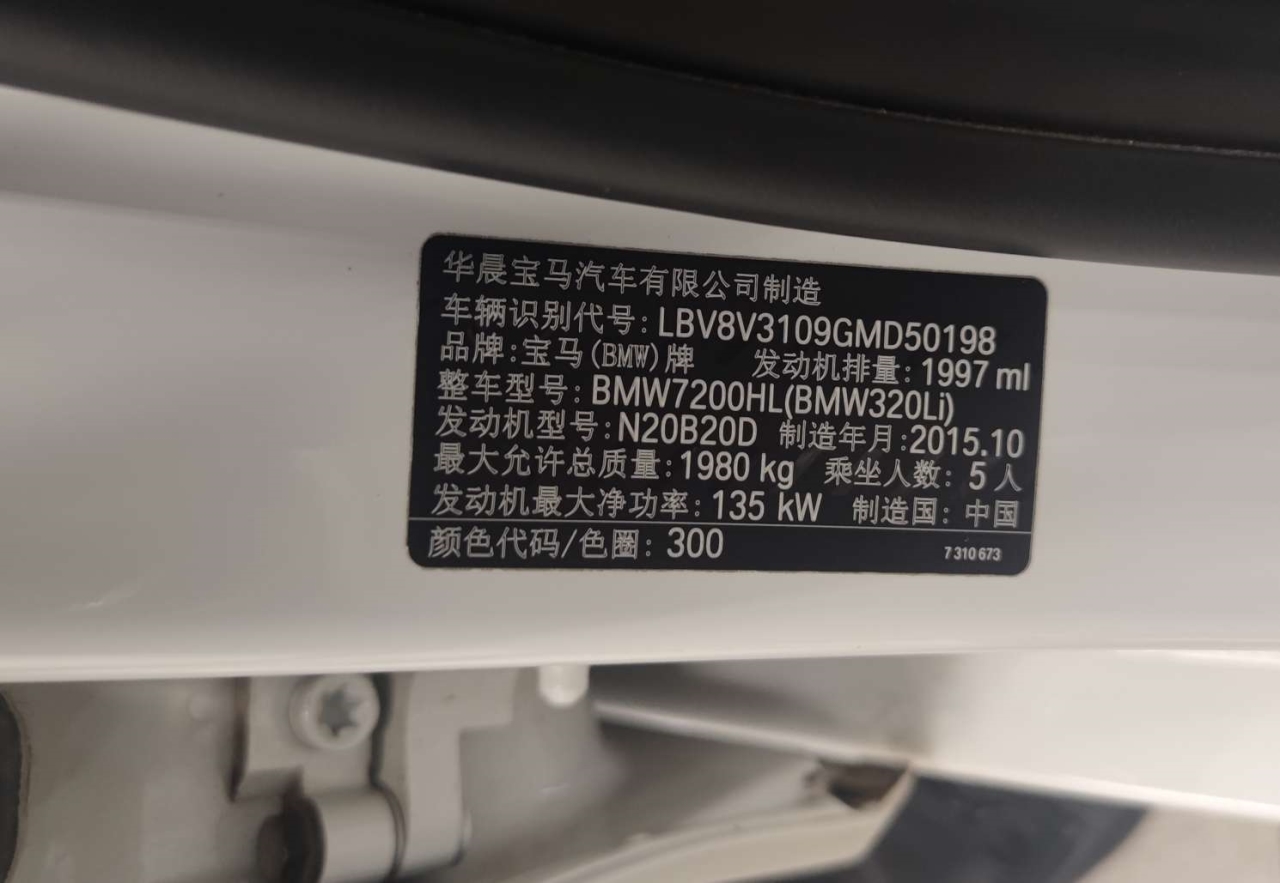 华晨宝马汽车有限公司制造
车辆识别代号: LBV8V3109GMD50198
品牌: 宝马(BMW)牌 发动机排量: 1997 ml
整车型号: BMW7200HL(BMW320Li)
发动机型号: N20B20D 制造年月: 2015.10
最大允许总质量: 1980 kg 乘坐人数: 5 人
发动机最大净功率: 135 kW 制造国: 中国
颜色代码/色圈: 300 7 310 673